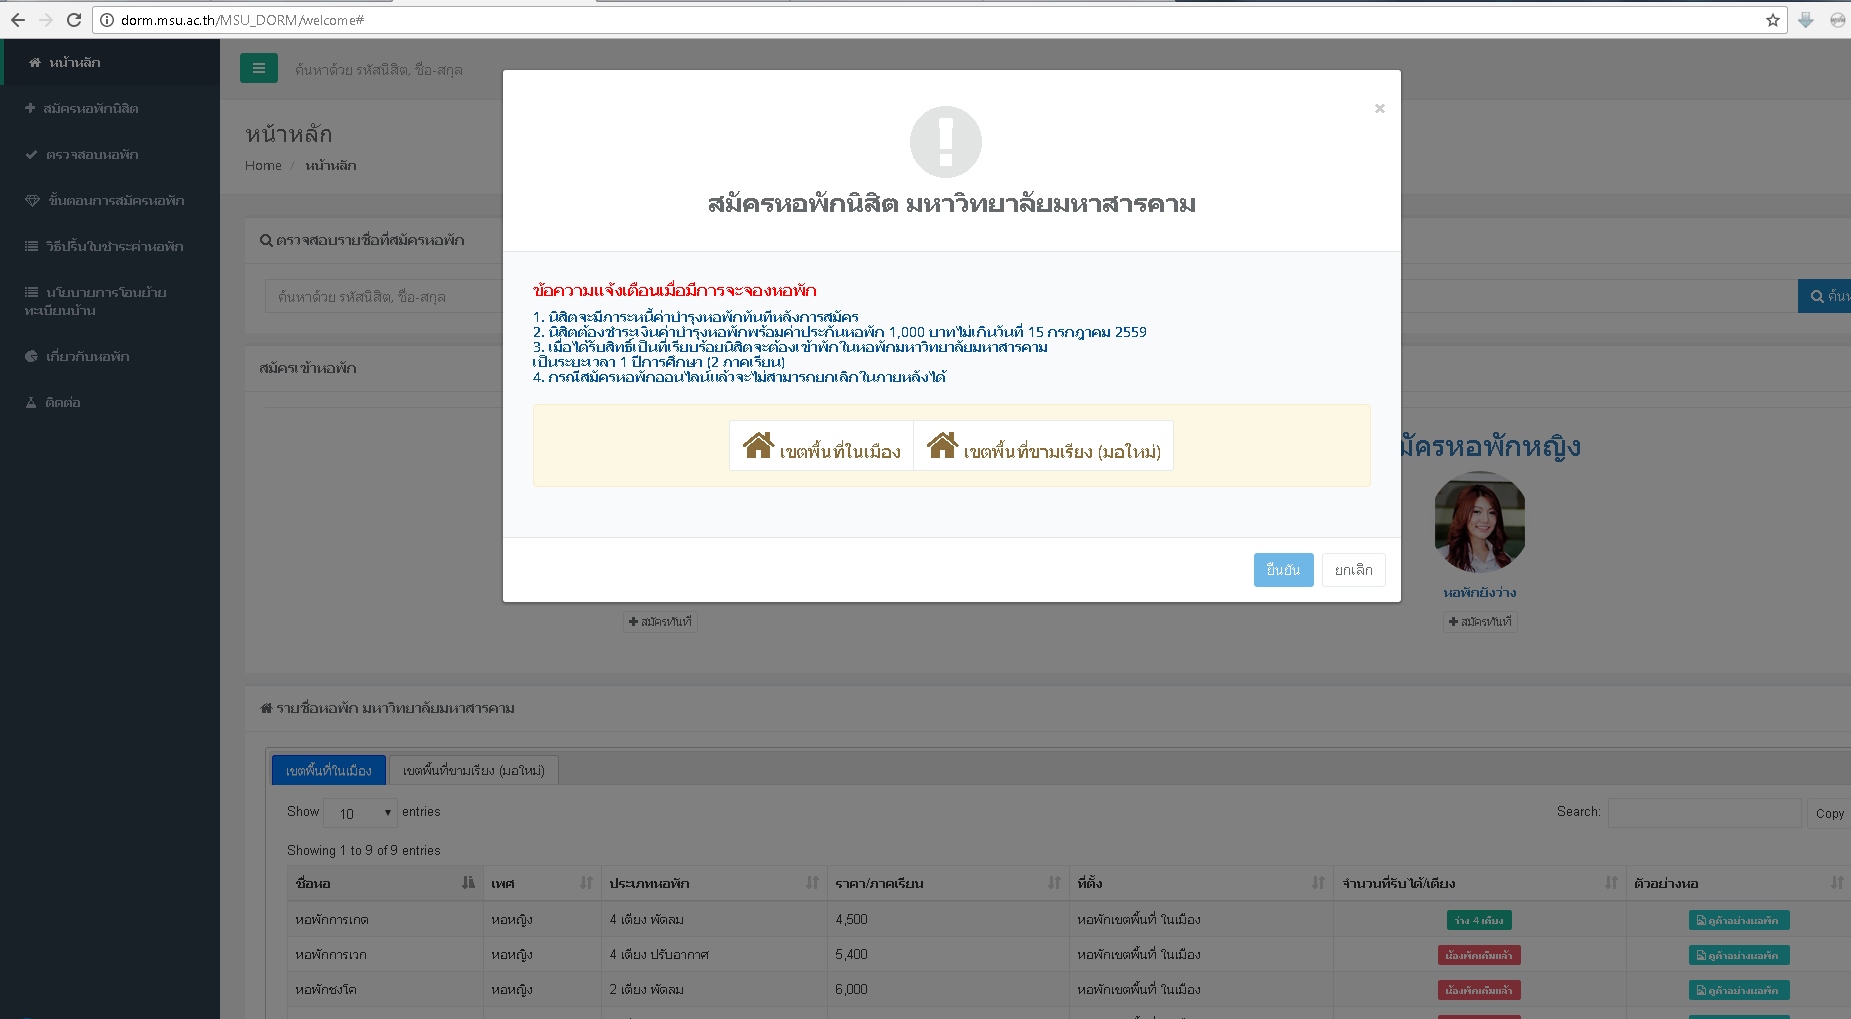 dorm.msu.ac.th/MSU_DORM/welcome#
หน้าหลัก
สมัครหอพักนิสิต
ตรวจสอบหอพัก
ขั้นตอนการสมัครหอพัก
วิธีปริ้นใบชำระค่าหอพัก
นโยบายการโอนย้าย
ทะเบียนบ้าน
เกี่ยวกับหอพัก
ติดต่อ
ค้นหาด้วย รหัสนิสิต, ชื่อ-สกุล
หน้าหลัก
Home / หน้าหลัก
ตรวจสอบรายชื่อที่สมัครหอพัก
ค้นหาด้วย รหัสนิสิต, ชื่อ-สกุล
สมัครเข้าหอพัก
×
สมัครหอพักนิสิต มหาวิทยาลัยมหาสารคาม
ข้อความแจ้งเตือนเมื่อมีการจะจองหอพัก
1. นิสิตจะมีภาระหนี้ค่าบำรุงหอพักทันทีหลังการสมัคร
2. นิสิตต้องชำระเงินค่าบำรุงหอพักพร้อมค่าประกันหอพัก 1,000 บาทไม่เกินวันที่ 15 กรกฎาคม 2559
3. เมื่อได้รับสิทธิ์เป็นที่เรียบร้อยนิสิตจะต้องเข้าพักในหอพักมหาวิทยาลัยมหาสารคาม
เป็นระยะเวลา 1 ปีการศึกษา (2 ภาคเรียน)
4. กรณีสมัครหอพักออนไลน์แล้วจะไม่สามารถยกเลิกในภายหลังได้
เขตพื้นที่ในเมือง เขตพื้นที่ขามเรียง (มอใหม่)
ยืนยัน ยกเลิก
มัครหอพักหญิง
หอพักยังว่าง
สมัครทันที สมัครทันที
รายชื่อหอพัก มหาวิทยาลัยมหาสารคาม
เขตพื้นที่ในเมือง เขตพื้นที่ขามเรียง (มอใหม่)
Show 10 entries Search: Copy
Showing 1 to 9 of 9 entries
ชื่อหอ เพศ ประเภทหอพัก ราคา/ภาคเรียน ที่ตั้ง จำนวนที่รับได้/เตียง ตัวอย่างหอ
หอพักการเกด หอหญิง 4 เตียง พัดลม 4,500 หอพักเขตพื้นที่ ในเมือง ว่าง 4 เตียง ดูตัวอย่างหอพัก
หอพักการเวก หอหญิง 4 เตียง ปรับอากาศ 5,400 หอพักเขตพื้นที่ ในเมือง ห้องพักเต็มแล้ว ดูตัวอย่างหอพัก
หอพักชงโค หอหญิง 2 เตียง พัดลม 6,000 หอพักเขตพื้นที่ ในเมือง ห้องพักเต็มแล้ว ดูตัวอย่างหอพัก